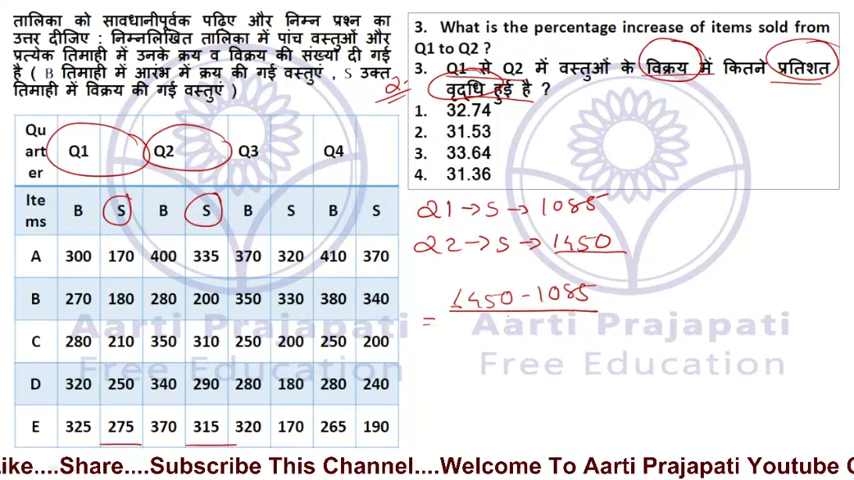 तालिका को सावधानीपूर्वक पढिए और निम्न प्रश्न का
उत्तर दीजिए : निम्नलिखित तालिका में पांच वस्तुओं और
प्रत्येक तिमाही में उनके क्रय व विक्रय की संख्या दी गई
है ( B तिमाही में आरंभ में क्रय की गई वस्तुएं , S उक्त
तिमाही में विक्रय की गई वस्तुएं )
Qu
art
er
Q1 Q2 Q3 Q4
Ite
ms
B S B S B S B S
A 300 170 400 335 370 320 410 370
B 270 180 280 200 350 330 380 340
C 280 210 350 310 250 200 250 200
D 320 250 340 290 280 180 280 240
E 325 275 370 315 320 170 265 190
3. What is the percentage increase of items sold from
Q1 to Q2 ?
3. Q1 से Q2 में वस्तुओं के विक्रय में कितने प्रतिशत
वृद्धि हुई है ?
1. 32.74
2. 31.53
3. 33.64
4. 31.36
Q1 → S → 1085
Q2 → S → 1450
= 1450 - 1085
Aarti Prajapati
Free Education
Aarti Prajapati
Free Education
ike....Share....Subscribe This Channel....Welcome To Aarti Prajapati Youtube C